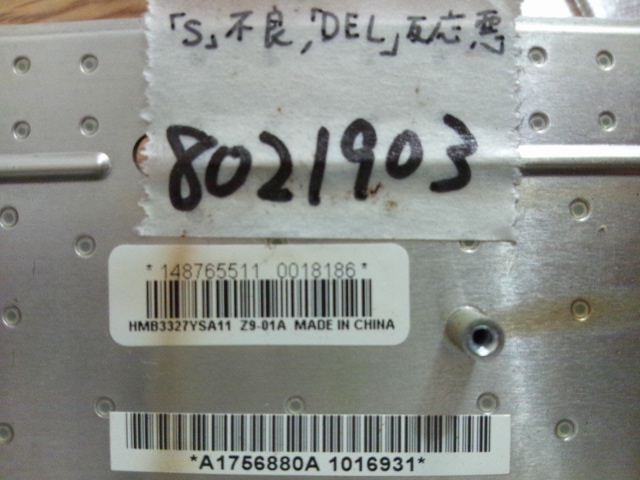 「S」不良,「DEL」反応悪
8021903
*148765511 0018186*
HMB3327YSA11 Z9-01A MADE IN CHINA
*A1756880A 1016931*